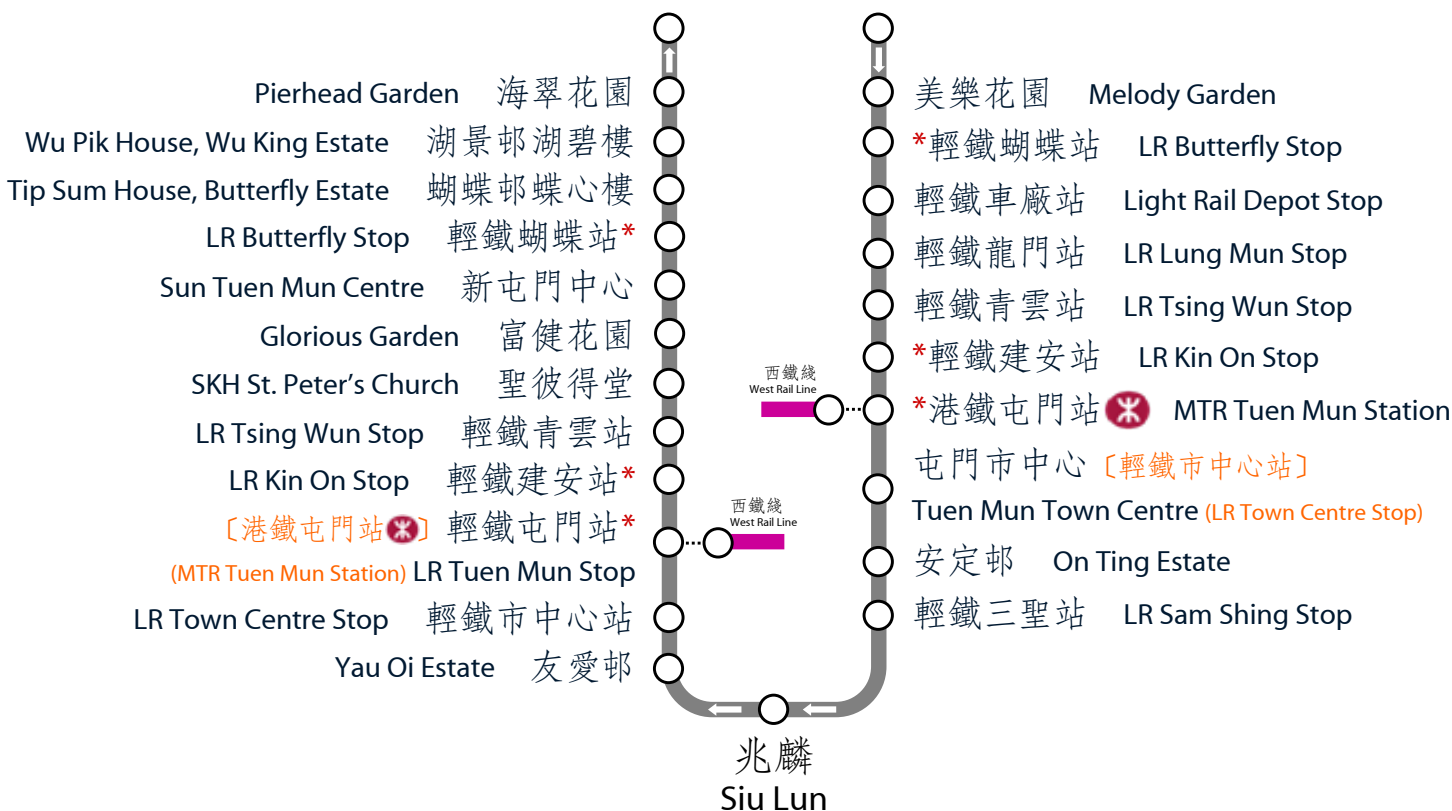 Pierhead Garden 海翠花園
Wu Pik House, Wu King Estate 湖景邨湖碧樓
Tip Sum House, Butterfly Estate 蝴蝶邨蝶心樓
LR Butterfly Stop 輕鐵蝴蝶站*
Sun Tuen Mun Centre 新屯門中心
Glorious Garden 富健花園
SKH St. Peter's Church 聖彼得堂
LR Tsing Wun Stop 輕鐵青雲站
LR Kin On Stop 輕鐵建安站*
〔港鐵屯門站〕輕鐵屯門站*
(MTR Tuen Mun Station) LR Tuen Mun Stop
LR Town Centre Stop 輕鐵市中心站
Yau Oi Estate 友愛邨
西鐵綫
West Rail Line
兆麟
Siu Lun
美樂花園 Melody Garden
*輕鐵蝴蝶站 LR Butterfly Stop
輕鐵車廠站 Light Rail Depot Stop
輕鐵龍門站 LR Lung Mun Stop
輕鐵青雲站 LR Tsing Wun Stop
*輕鐵建安站 LR Kin On Stop
西鐵綫
West Rail Line
*港鐵屯門站 MTR Tuen Mun Station
屯門市中心〔輕鐵市中心站〕
Tuen Mun Town Centre (LR Town Centre Stop)
安定邨 On Ting Estate
輕鐵三聖站 LR Sam Shing Stop